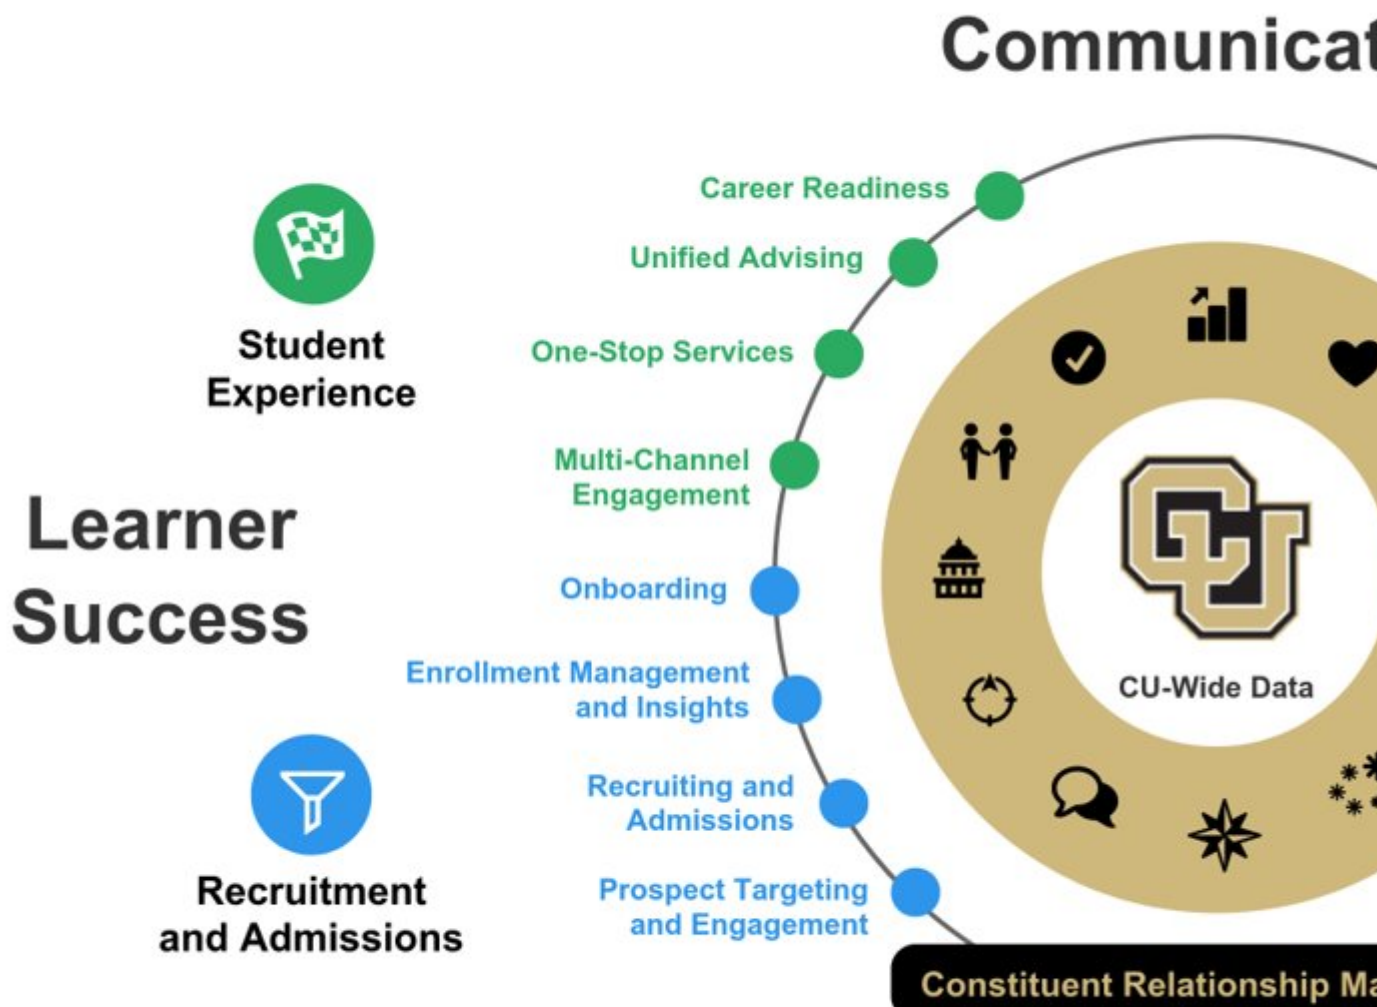 Communicat
Career Readiness
Unified Advising
One-Stop Services
Multi-Channel
Engagement
Onboarding
Enrollment Management
and Insights
Recruiting and
Admissions
Prospect Targeting
and Engagement
Student
Experience
Learner
Success
Recruitment
and Admissions
CU
CU-Wide Data
Constituent Relationship Ma